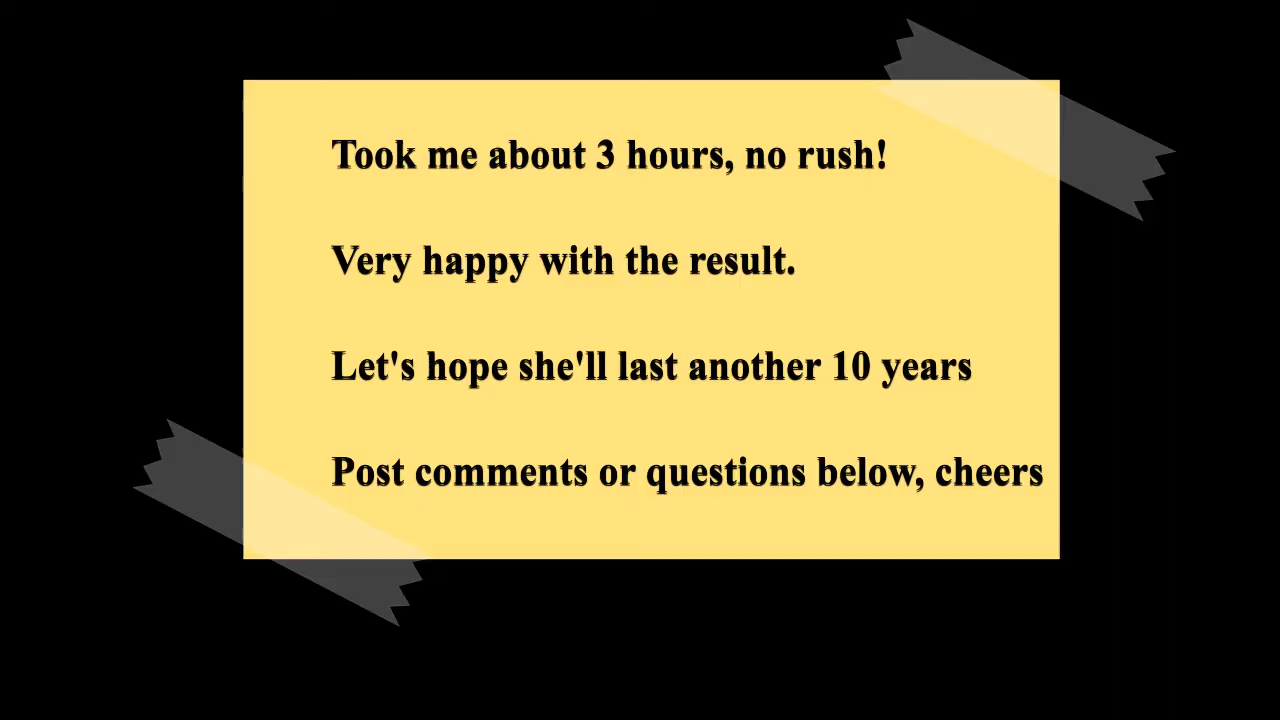 Took me about 3 hours, no rush!
Very happy with the result.
Let's hope she'll last another 10 years
Post comments or questions below, cheers